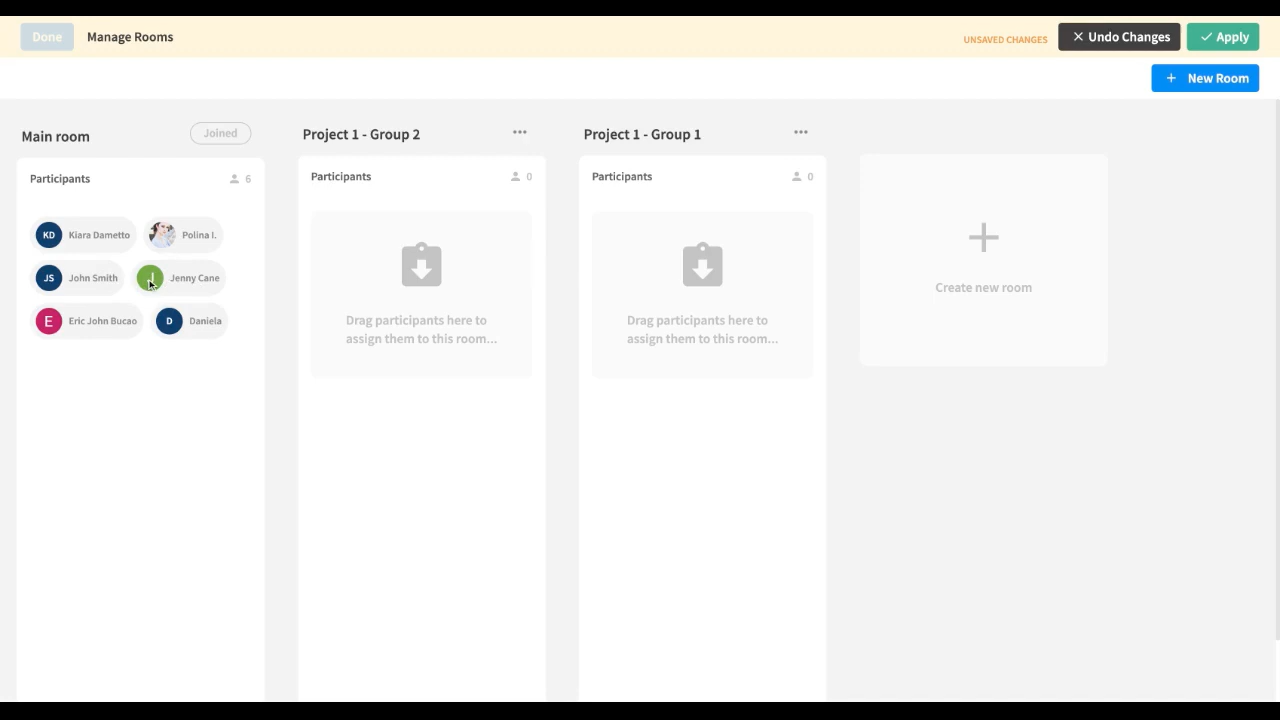 Done Manage Rooms UNSAVED CHANGES Undo Changes Apply
New Room
Main room Joined Project 1 - Group 2 ••• Project 1 - Group 1 •••
Participants 6 Participants 0 Participants 0
KD Kiara Dametto Polina I.
JS John Smith J Jenny Cane
E Eric John Bucao D Daniela
Drag participants here to
assign them to this room...
Drag participants here to
assign them to this room...
Create new room